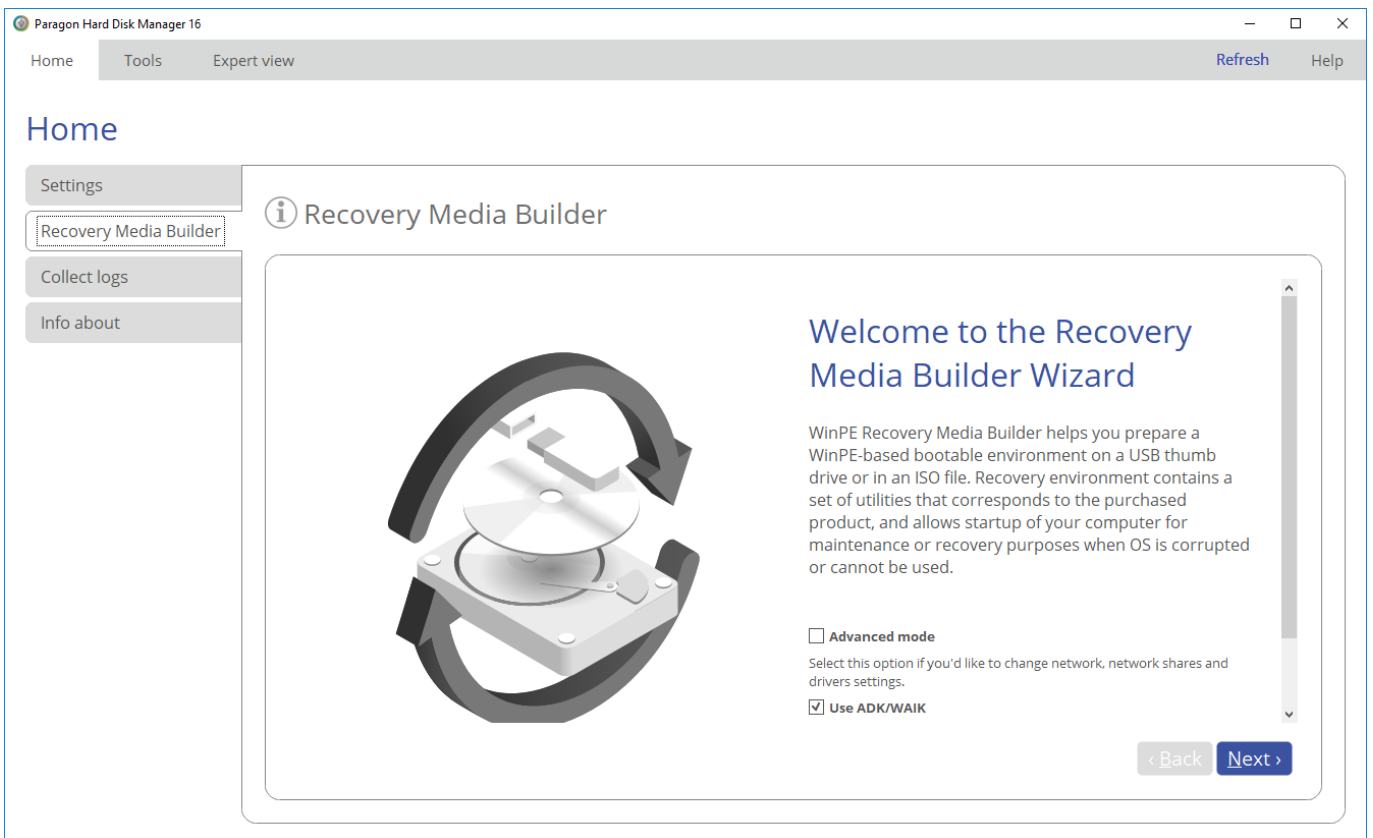 Paragon Hard Disk Manager 16
Home Tools Expert view Refresh Help
Home
Settings
Recovery Media Builder
Collect logs
Info about
Recovery Media Builder
Welcome to the Recovery
Media Builder Wizard
WinPE Recovery Media Builder helps you prepare a
WinPE-based bootable environment on a USB thumb
drive or in an ISO file. Recovery environment contains a
set of utilities that corresponds to the purchased
product, and allows startup of your computer for
maintenance or recovery purposes when OS is corrupted
or cannot be used.
Advanced mode
Select this option if you'd like to change network, network shares and
drivers settings.
Use ADK/WAIK
‹ Back Next ›